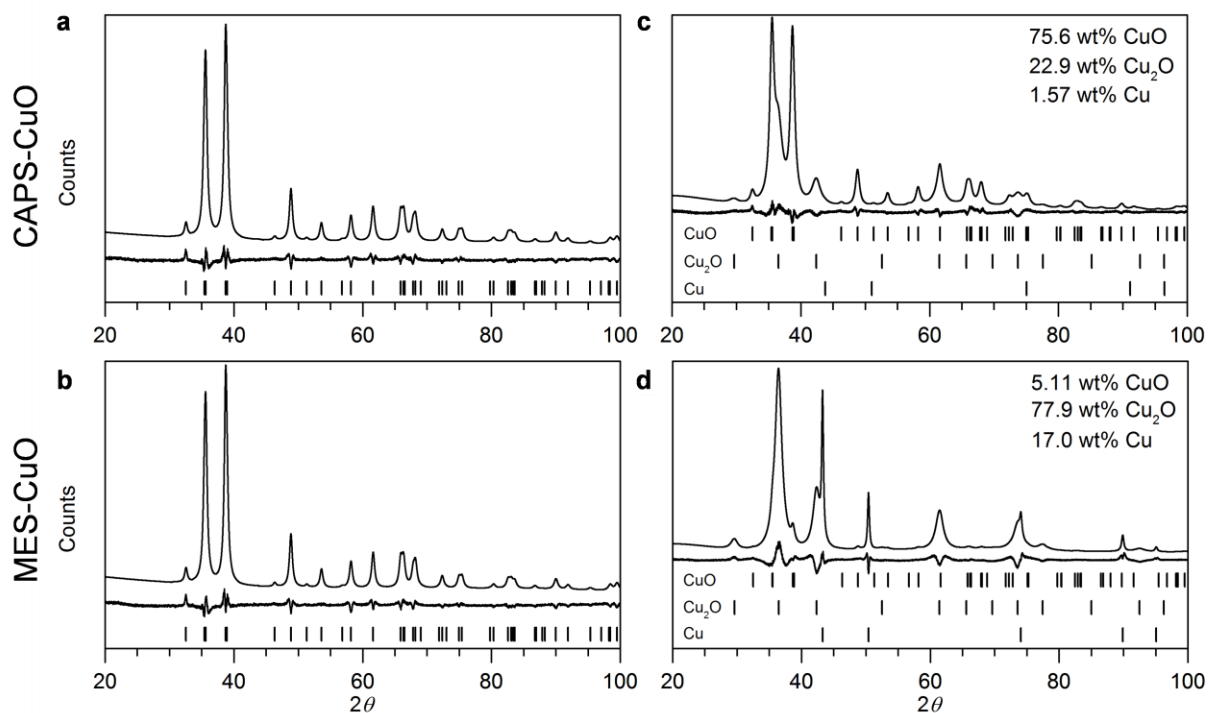 CAPS-CuO
Counts
a
20 40 60 80 100
c
75.6 wt% CuO
22.9 wt% Cu₂O
1.57 wt% Cu
CuO
Cu₂O
Cu
20 40 60 80 100
MES-CuO
Counts
b
20 40 60 80 100
2θ
d
5.11 wt% CuO
77.9 wt% Cu₂O
17.0 wt% Cu
CuO
Cu₂O
Cu
20 40 60 80 100
2θ